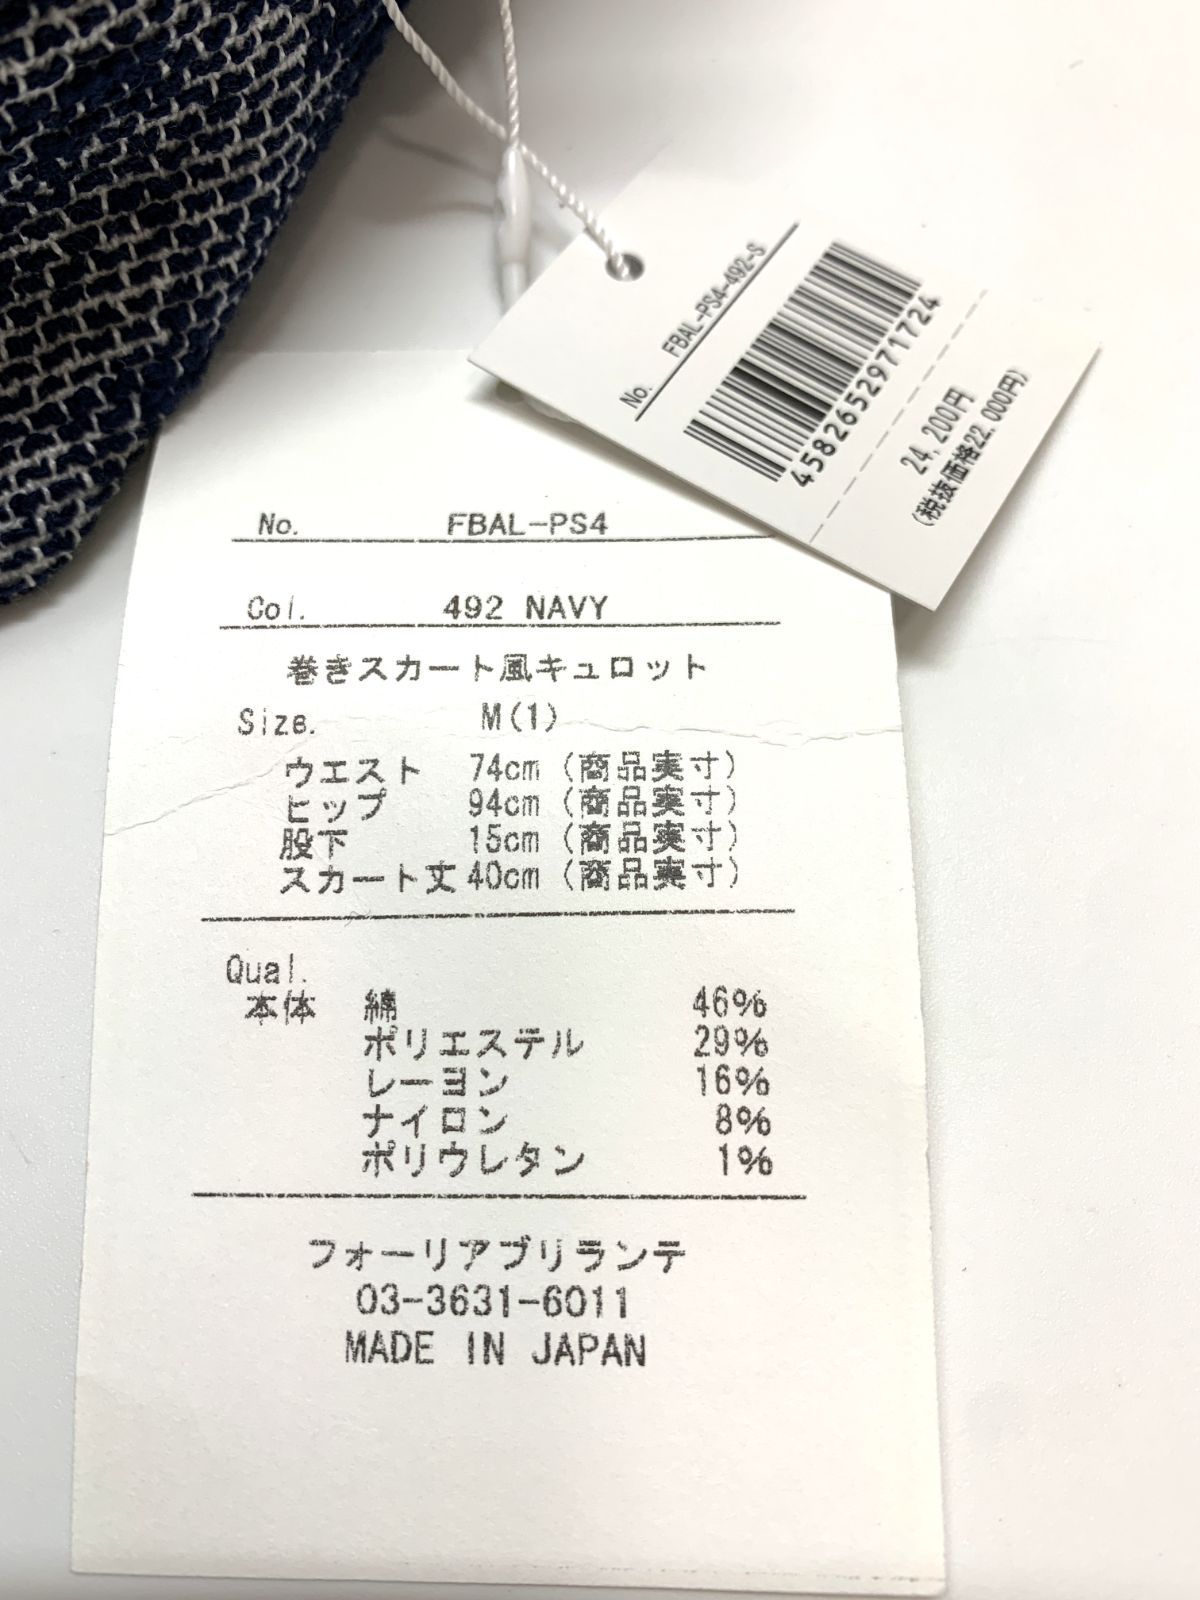 No. FBAL-PS4-492-S
4582652971724
24,200円
(税抜価格22,000円)
No. FBAL-PS4
Col. 492 NAVY
巻きスカート風キュロット
Size. M(1)
ウエスト 74cm (商品実寸)
ヒップ 94cm (商品実寸)
股下 15cm (商品実寸)
スカート丈 40cm (商品実寸)
Qual.
本体 綿 46%
ポリエステル 29%
レーヨン 16%
ナイロン 8%
ポリウレタン 1%
フォーリアブリランテ
03-3631-6011
MADE IN JAPAN